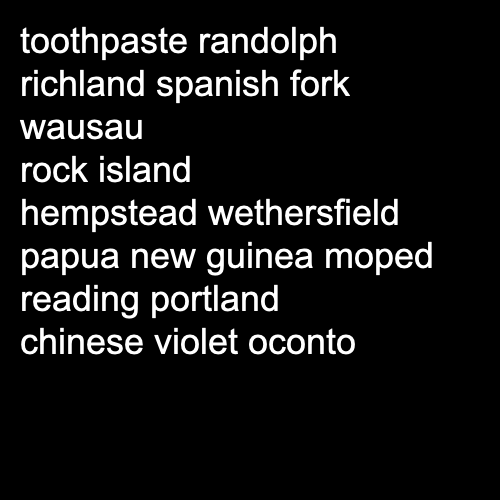 toothpaste randolph
richland spanish fork
wausau
rock island
hempstead wethersfield
papua new guinea moped
reading portland
chinese violet oconto